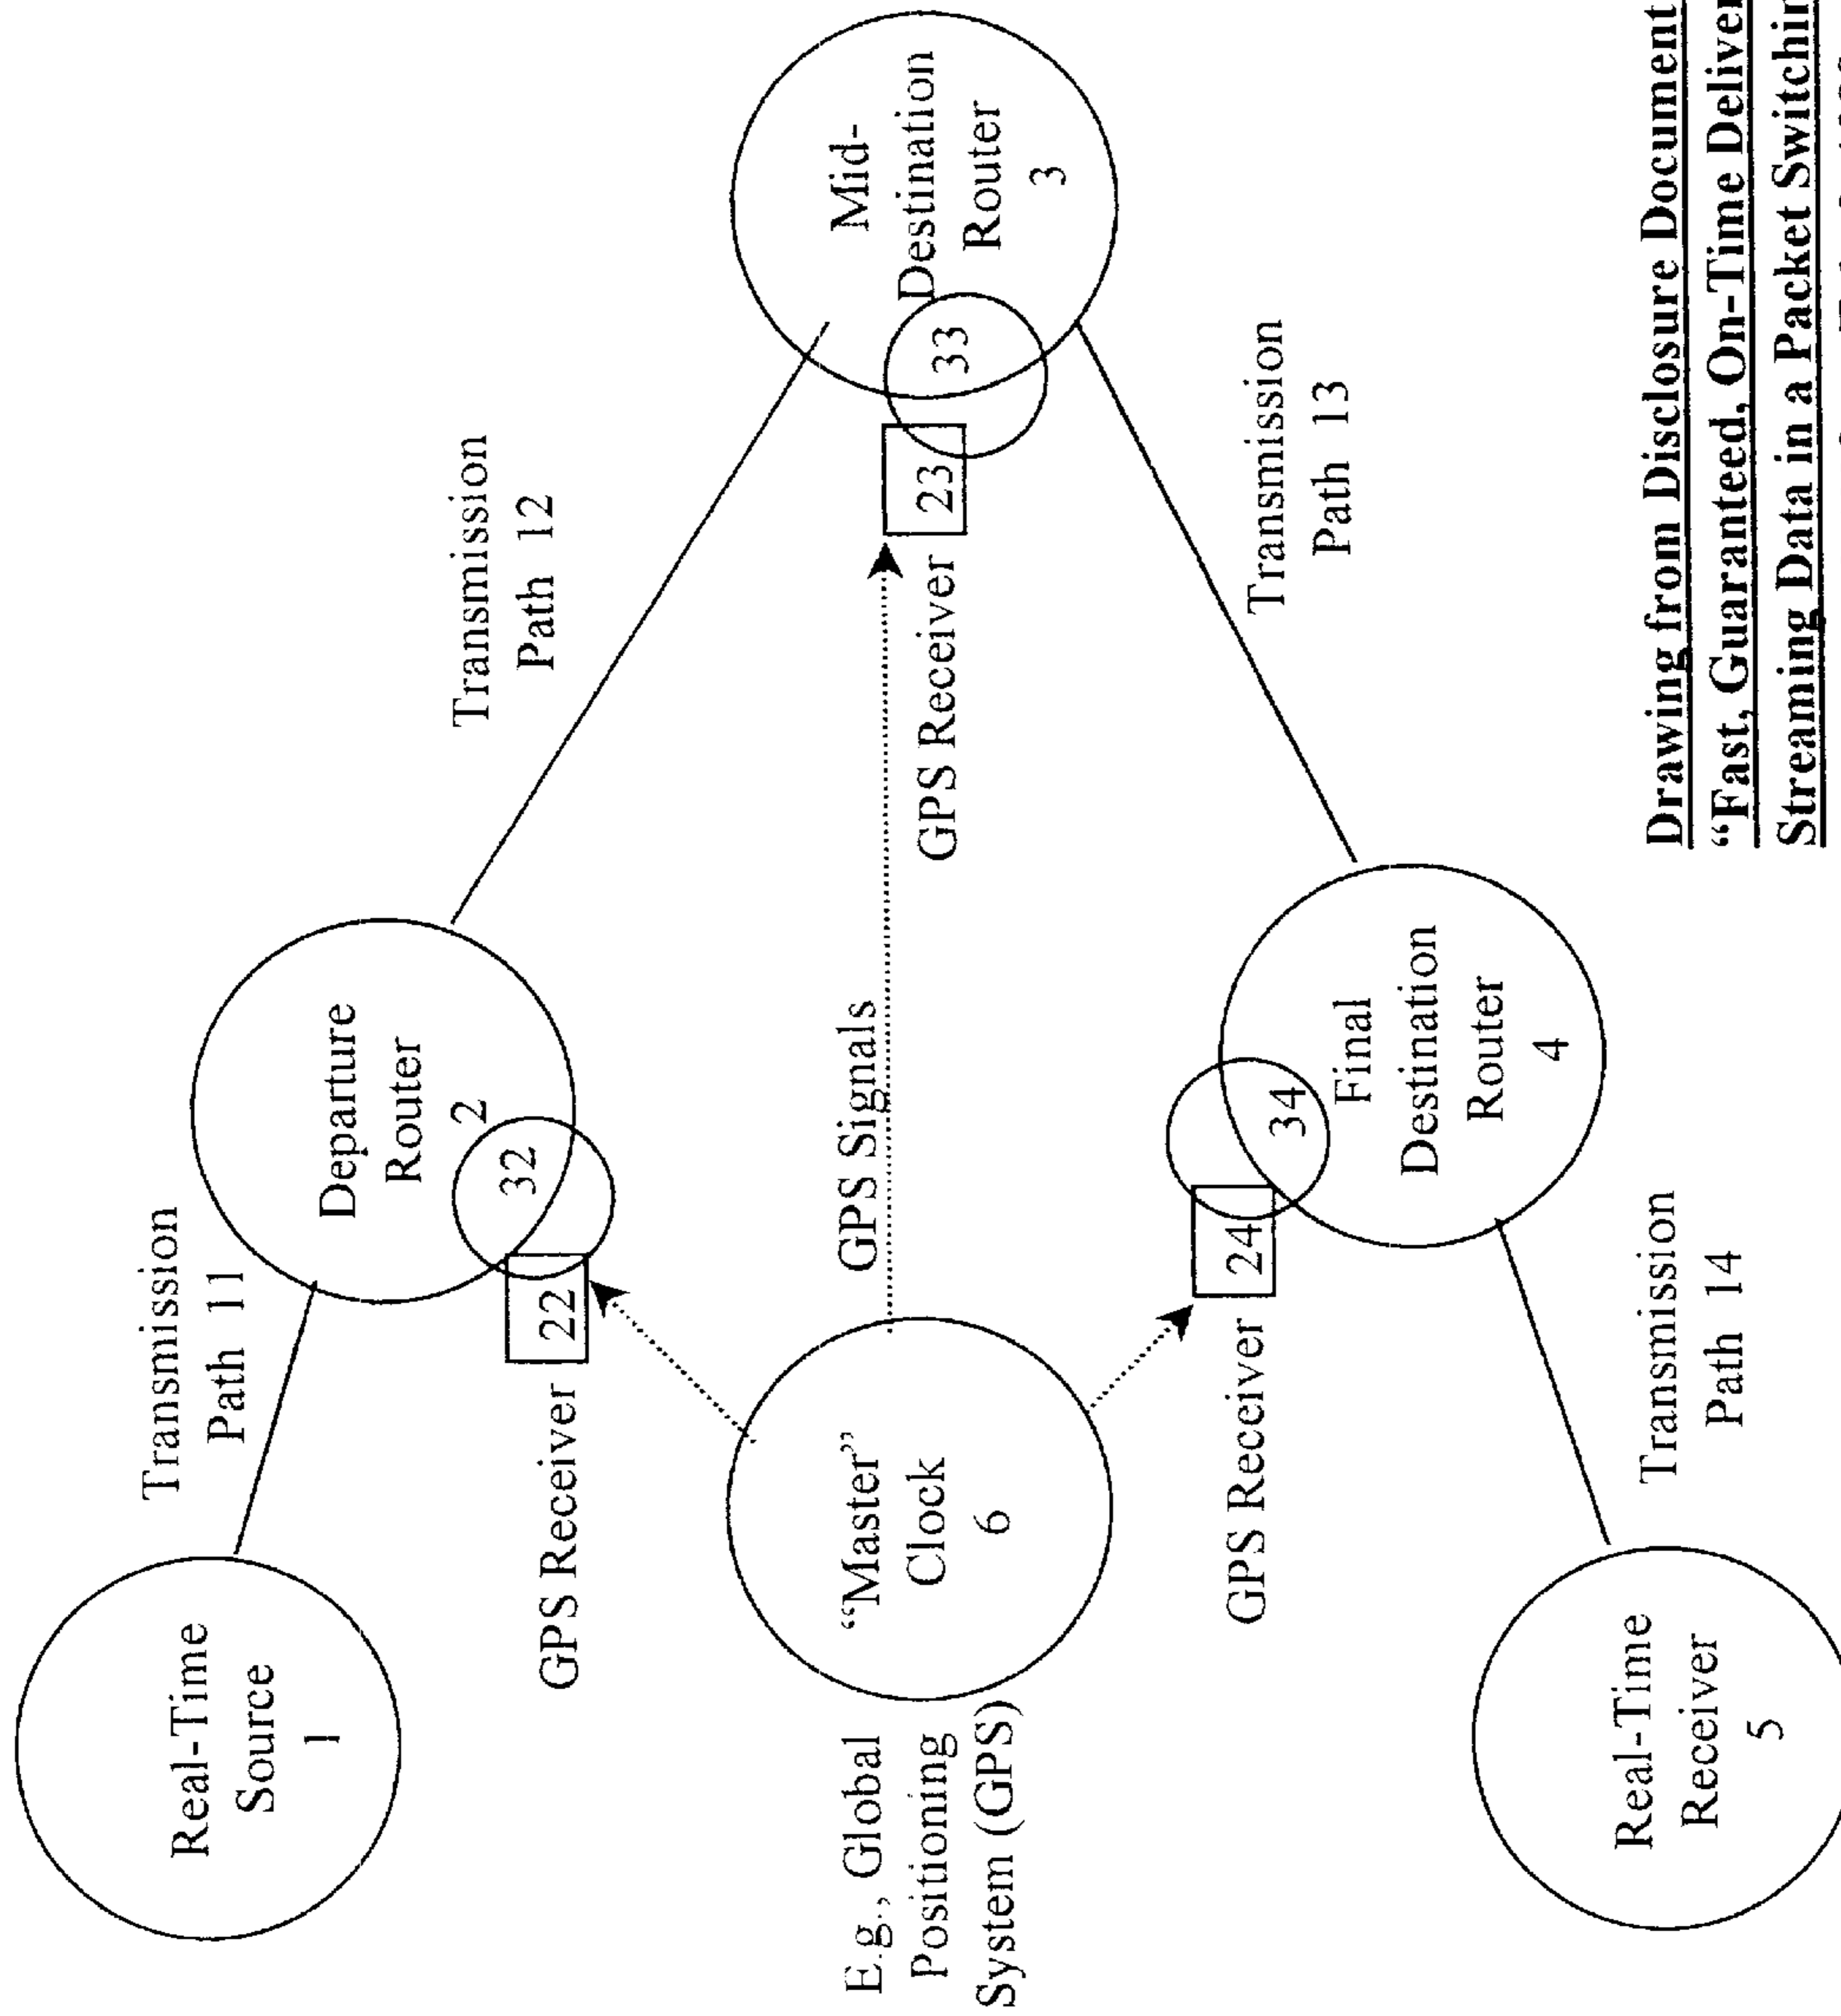 Real-Time
Source
1
Transmission
Path 11
Departure
Router
2
32
22
GPS Receiver
Transmission
Path 12
Mid-
Destination
Router
3
33
23
GPS Receiver
GPS Signals
“Master”
Clock
6
E.g., Global
Positioning
System (GPS)
GPS Receiver
24
34
Final
Destination
Router
4
Transmission
Path 13
Transmission
Path 14
Real-Time
Receiver
5
Drawing from Disclosure Document
“Fast, Guaranteed, On-Time
Streaming Data in a Packet